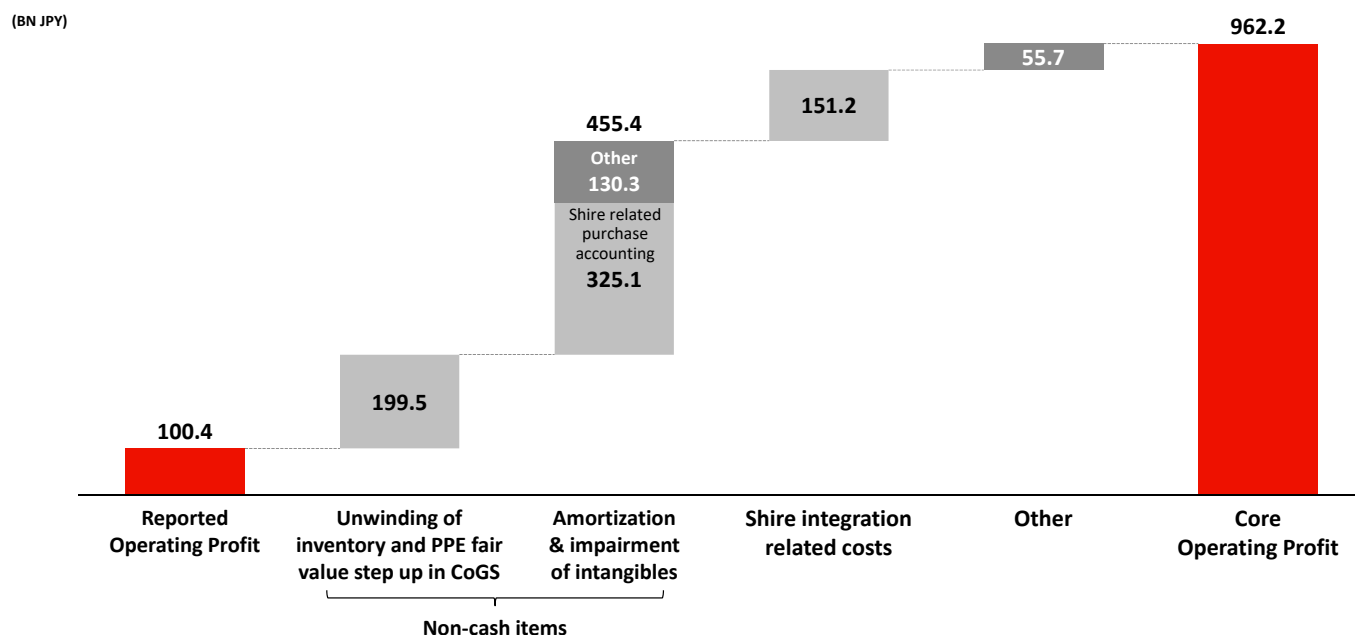 (BN JPY)
962.2
55.7
151.2
455.4
Other
130.3
Shire related
purchase
accounting
325.1
199.5
100.4
Reported
Operating Profit
Unwinding of
inventory and PPE fair
value step up in CoGS
Amortization
& impairment
of intangibles
Shire integration
related costs
Other
Core
Operating Profit
Non-cash items